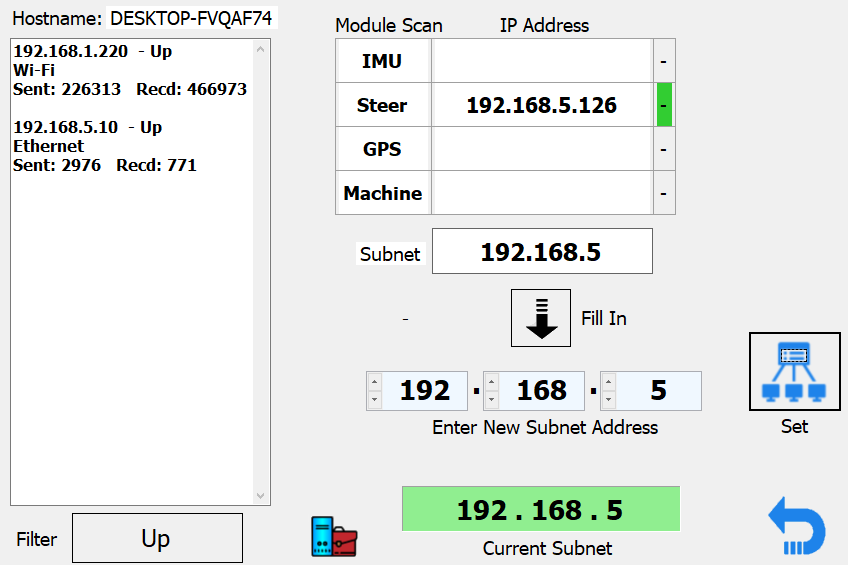 Hostname: DESKTOP-FVQAF74
192.168.1.220 - Up
Wi-Fi
Sent: 226313 Recd: 466973
192.168.5.10 - Up
Ethernet
Sent: 2976 Recd: 771
Filter Up
Module Scan IP Address
IMU -
Steer 192.168.5.126 -
GPS -
Machine -
Subnet 192.168.5
- Fill In
192 . 168 . 5
Enter New Subnet Address
Set
192 . 168 . 5
Current Subnet